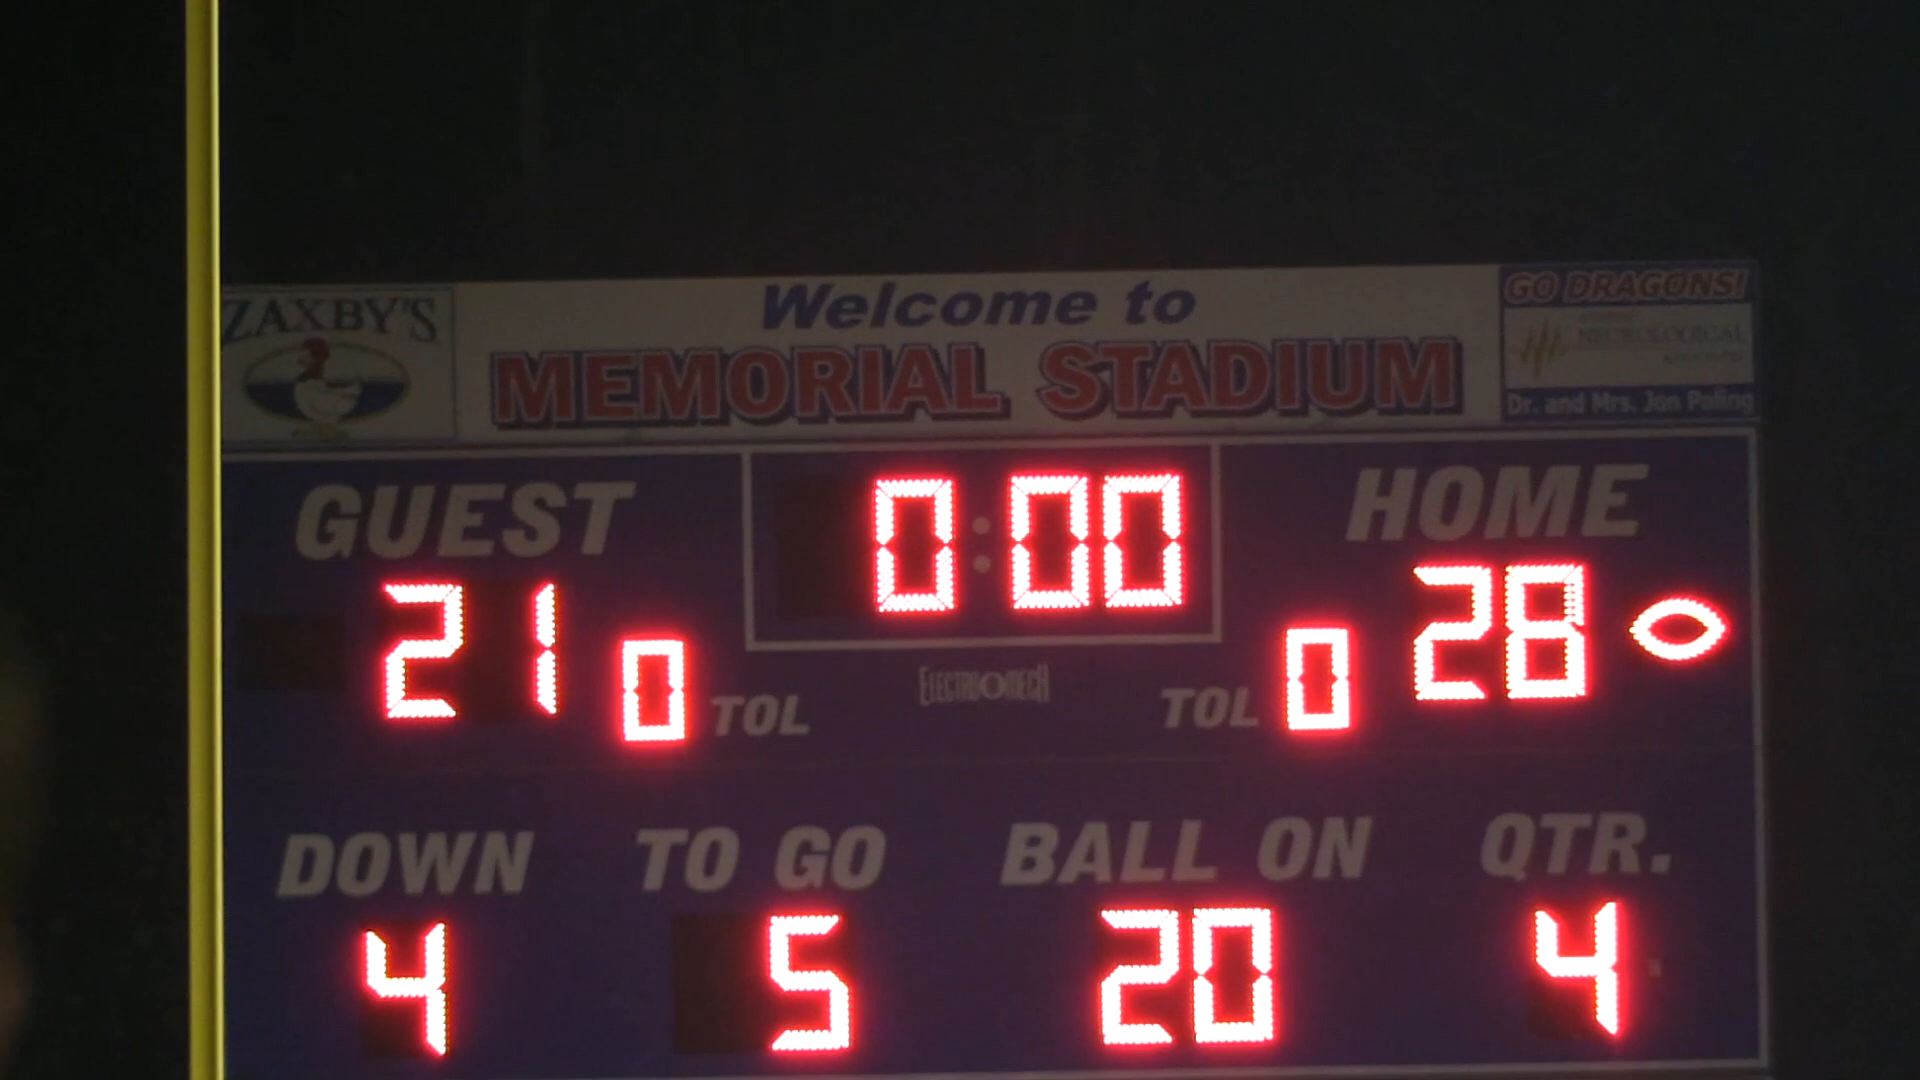 ZAXBY'S
Welcome to
MEMORIAL STADIUM
GO DRAGONS!
NEUROLOGICAL
Dr. and Mrs. Jon Poling
GUEST
0:00
HOME
21
0 TOL
ELECTRO-MECH
TOL 0
28
DOWN
TO GO
BALL ON
QTR.
4
5
20
4